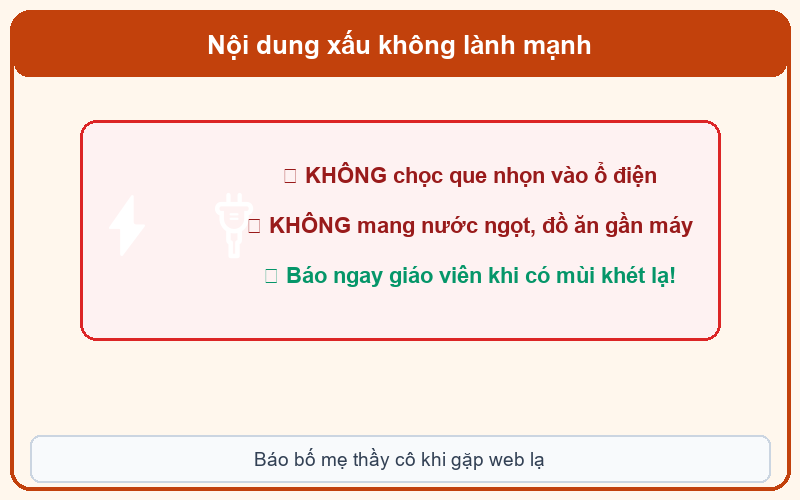 Nội dung xấu không lành mạnh
KHÔNG chọc que nhọn vào ổ điện
KHÔNG mang nước ngọt, đồ ăn gần máy
Báo ngay giáo viên khi có mùi khét lạ!
Báo bố mẹ thầy cô khi gặp web lạ